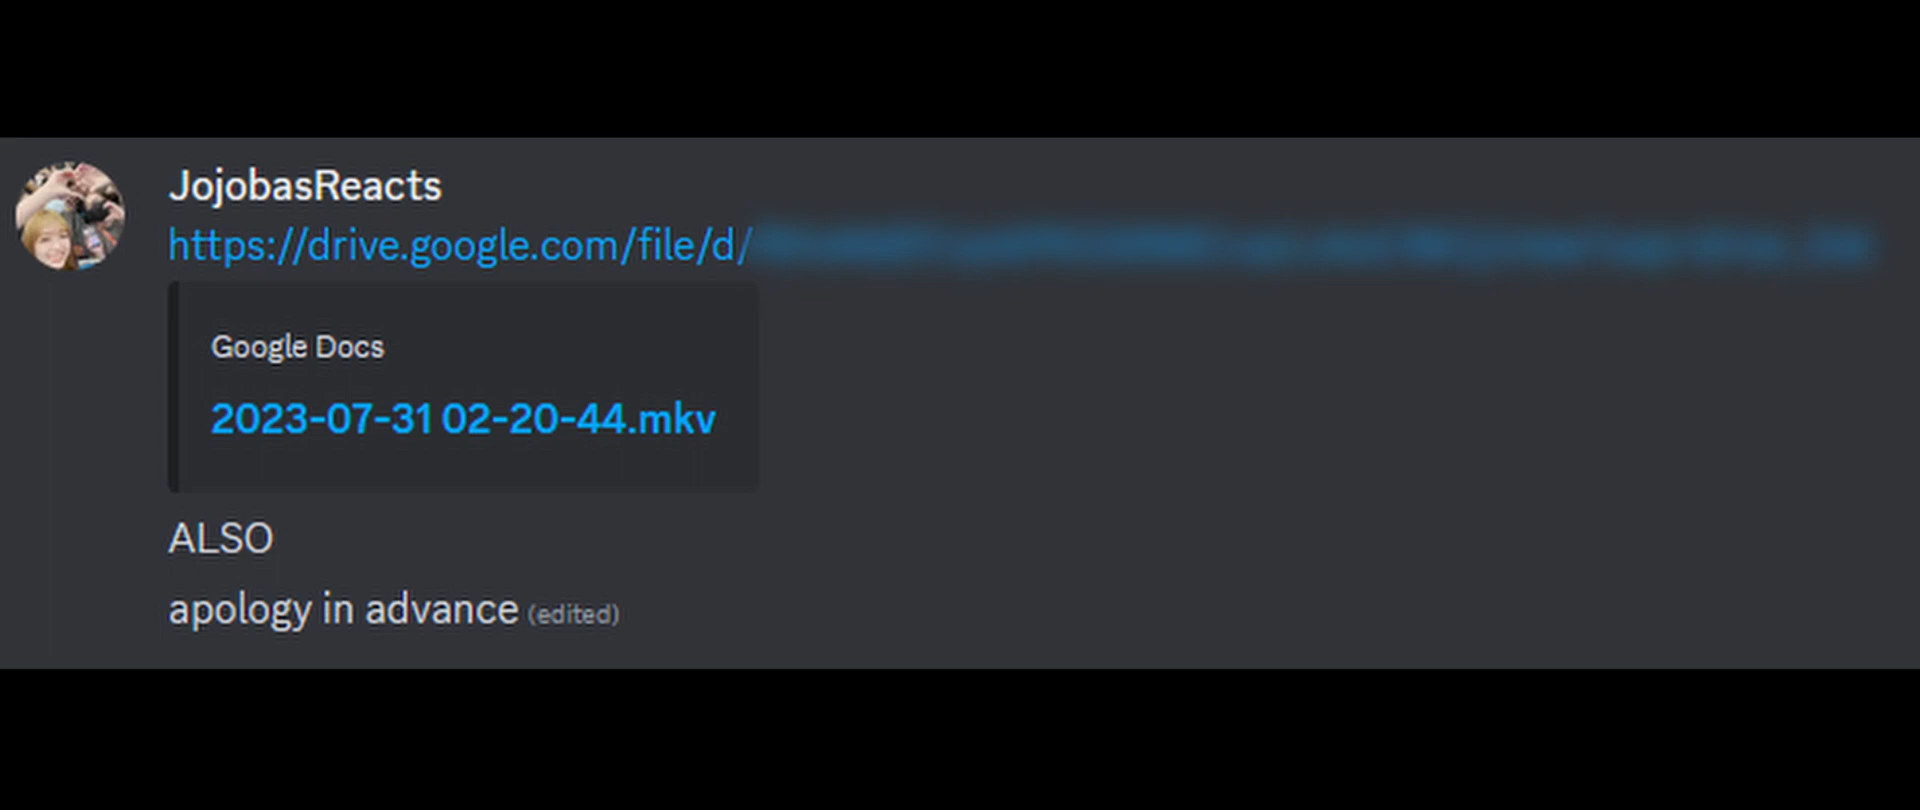 JojobasReacts
https://drive.google.com/file/d/
Google Docs
2023-07-31 02-20-44.mkv
ALSO
apology in advance (edited)